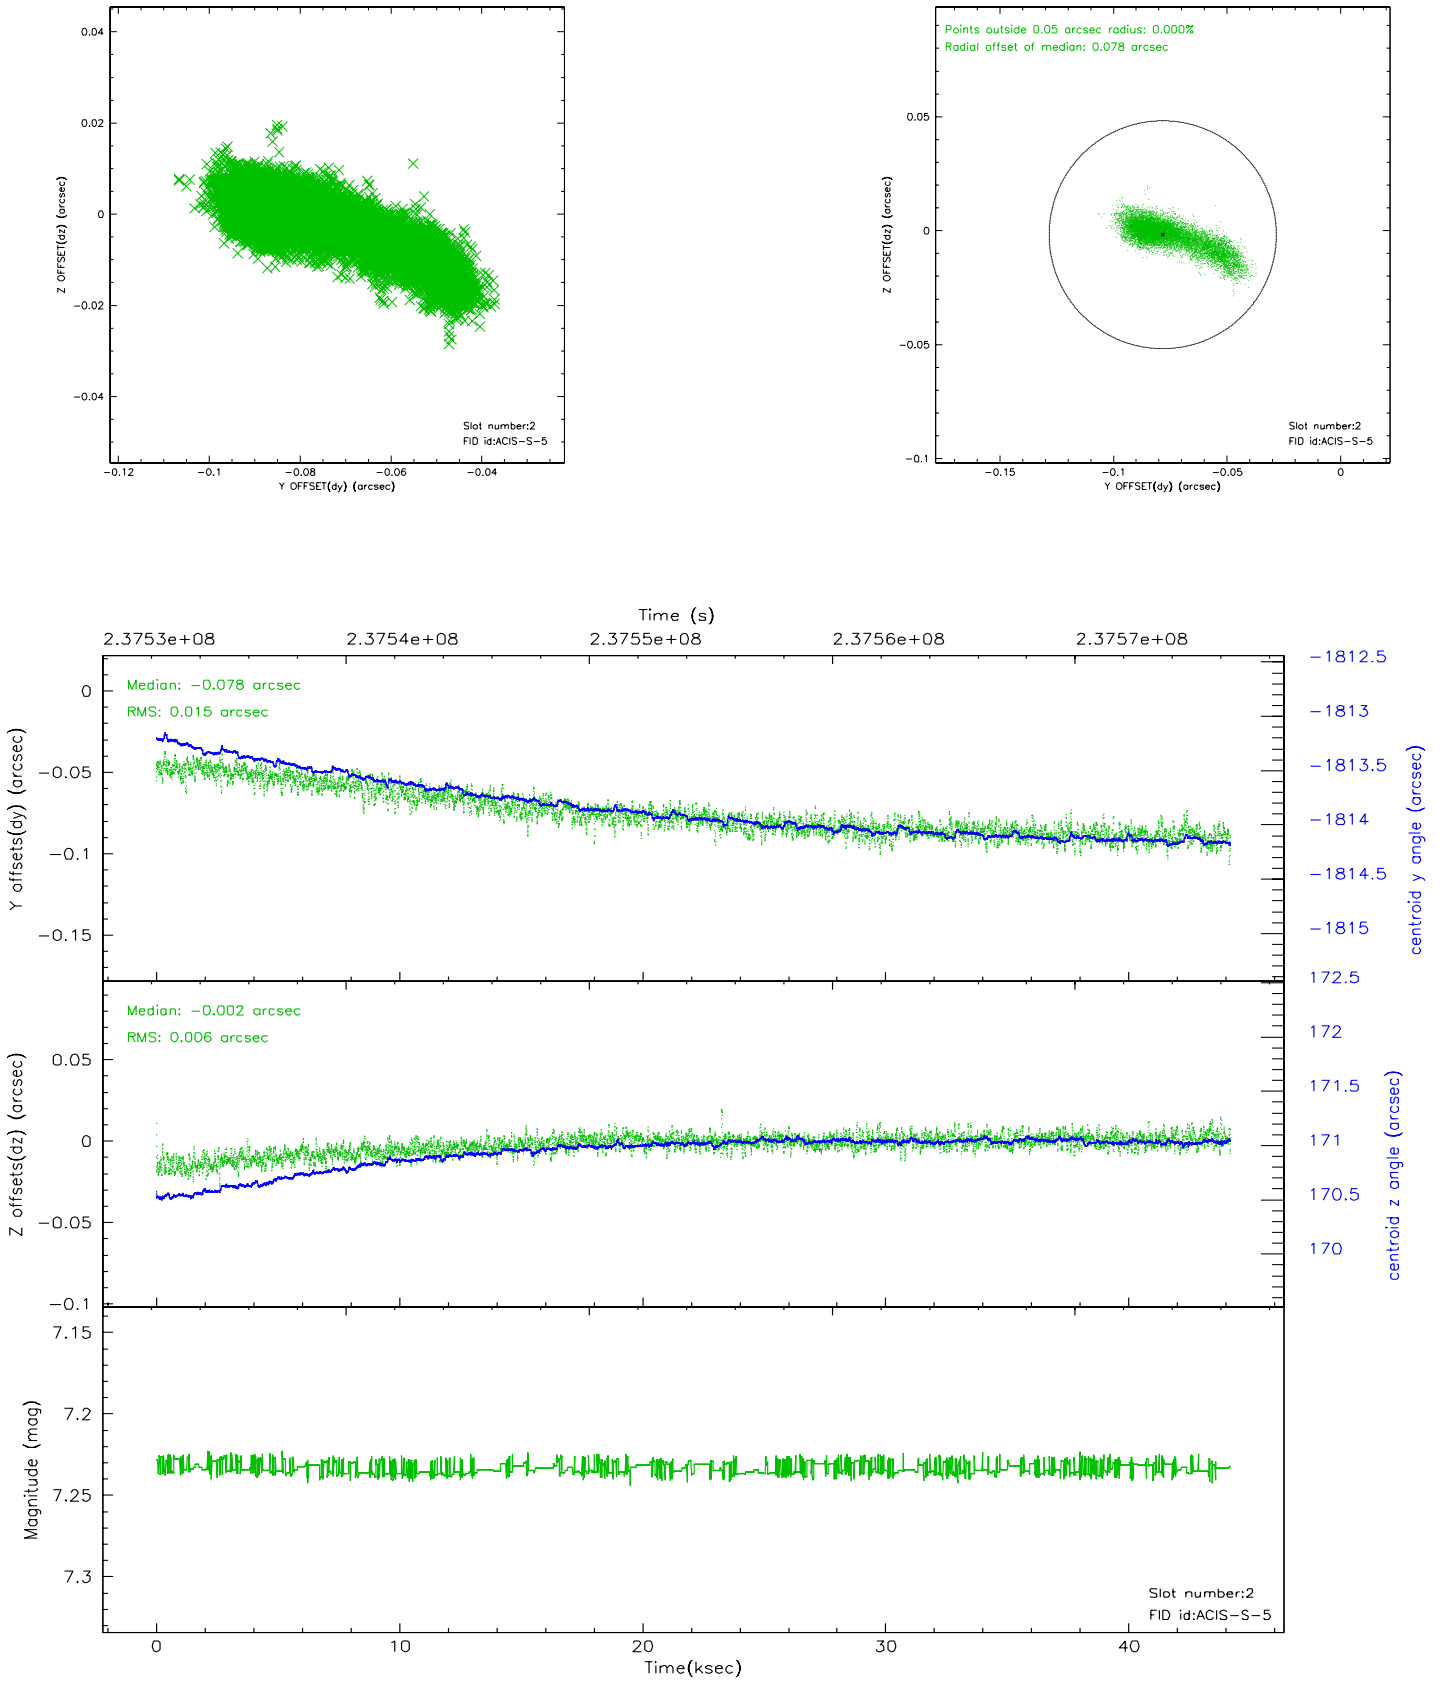 0.04
0.02
0
−0.02
−0.04
Z OFFSET(dz) (arcsec)
Slot number:2
FID id:ACIS−S−5
−0.12
−0.1
−0.08
−0.06
−0.04
Y OFFSET(dy) (arcsec)
Points outside 0.05 arcsec radius: 0.000%
Radial offset of median: 0.078 arcsec
0.05
0
−0.05
−0.1
Z OFFSET(dz) (arcsec)
Slot number:2
FID id:ACIS−S−5
−0.15
−0.1
−0.05
0
Y OFFSET(dy) (arcsec)
Time (s)
2.3753e+08
2.3754e+08
2.3755e+08
2.3756e+08
2.3757e+08
Median: −0.078 arcsec
RMS: 0.015 arcsec
0
−0.05
−0.1
−0.15
Y offsets(dy) (arcsec)
−1812.5
−1813
−1813.5
−1814
−1814.5
−1815
centroid y angle (arcsec)
Median: −0.002 arcsec
RMS: 0.006 arcsec
0.05
0
−0.05
−0.1
Z offsets(dz) (arcsec)
172.5
172
171.5
171
170.5
170
centroid z angle (arcsec)
7.15
7.2
7.25
7.3
Magnitude (mag)
Slot number:2
FID id:ACIS−S−5
0
10
20
30
40
Time(ksec)